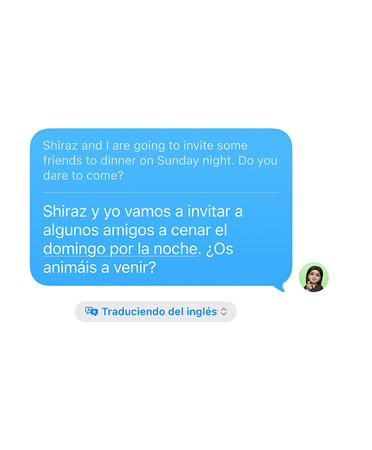 Shiraz and I are going to invite some
friends to dinner on Sunday night. Do you
dare to come?
Shiraz y yo vamos a invitar a
algunos amigos a cenar el
domingo por la noche. ¿Os
animáis a venir?
Traduciendo del inglés